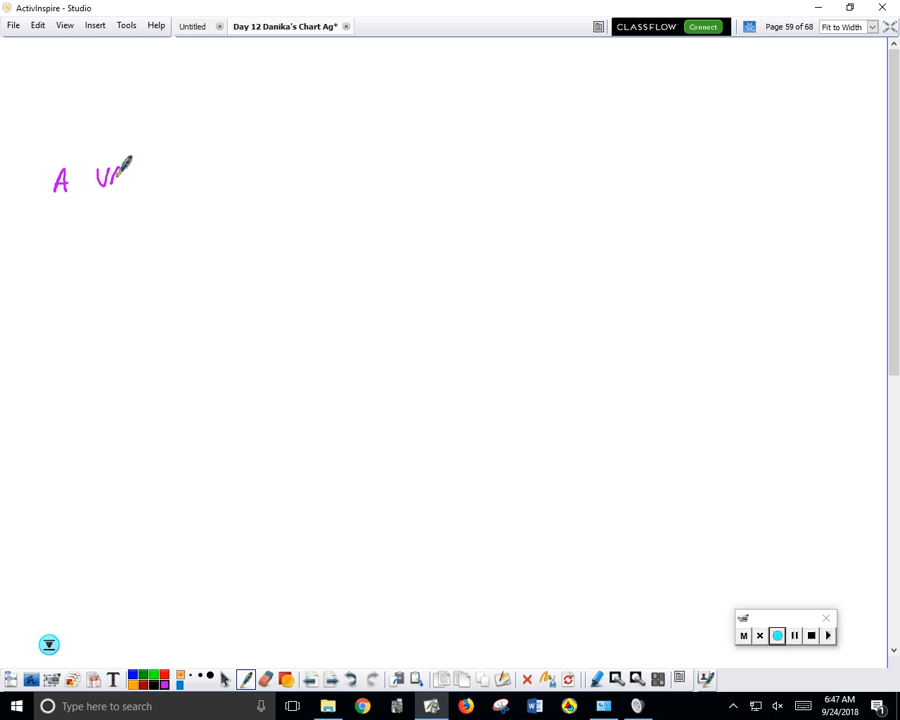 ActivInspire - Studio
File Edit View Insert Tools Help
Untitled
Day 12 Danika's Chart Ag*
CLASSFLOW Connect
Page 59 of 68
Fit to Width
A
M
T
Type here to search
6:47 AM
9/24/2018
1